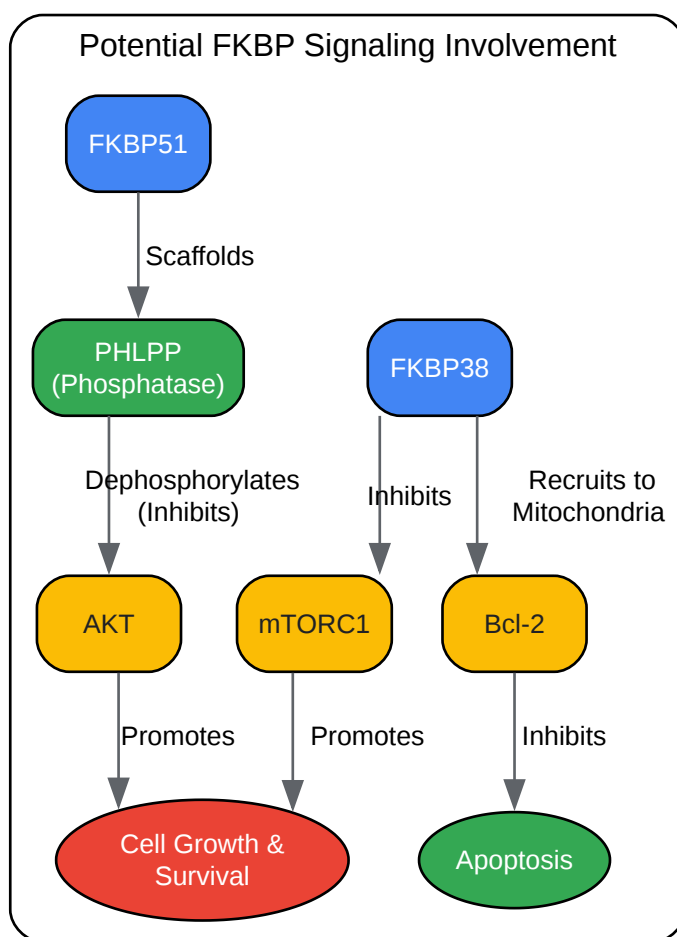 Potential FKBP Signaling Involvement
FKBP51
Scaffolds
PHLPP
(Phosphatase)
FKBP38
Dephosphorylates
(Inhibits)
Inhibits
Recruits to
Mitochondria
AKT
mTORC1
Bcl-2
Promotes
Promotes
Inhibits
Cell Growth &
Survival
Apoptosis